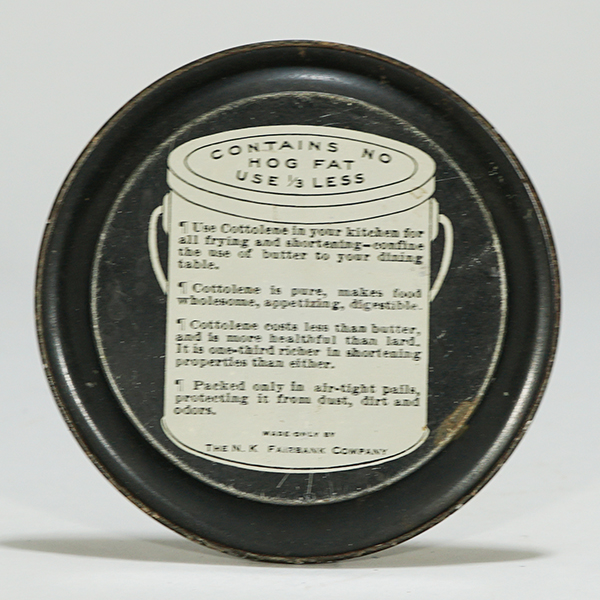 CONTAINS NO
HOG FAT
USE 1/3 LESS
¶ Use Cottolene in your kitchen for
all frying and shortening—confine
the use of butter to your dining
table.
¶ Cottolene is pure, makes food
wholesome, appetizing, digestible.
¶ Cottolene costs less than butter,
and is more healthful than lard.
It is one-third richer in shortening
properties than either.
¶ Packed only in air-tight pails,
protecting it from dust, dirt and
odors.
MADE ONLY BY
THE N. K. FAIRBANK COMPANY